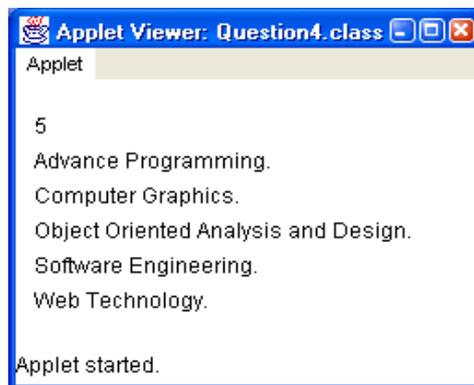 Applet Viewer: Question4.class
Applet
5
Advance Programming.
Computer Graphics.
Object Oriented Analysis and Design.
Software Engineering.
Web Technology.
Applet started.